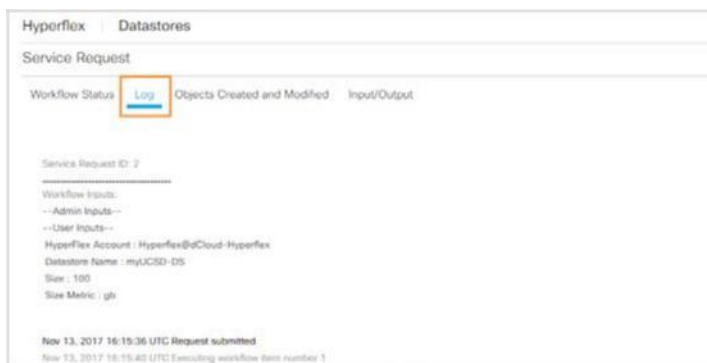 Hyperflex Datastores
Service Request
Workflow Status Log Objects Created and Modified Input/Output
Service Request ID: 2
Workflow Inputs:
---Admin Inputs---
---User Inputs---
HyperFlex Account : Hyperflex@dCloud-Hyperflex
Datastore Name : myUCSD-DS
Size : 100
Size Metric : gb
Nov 13, 2017 16:15:36 UTC Request submitted
Nov 13, 2017 16:15:40 UTC Executing workflow item number 1